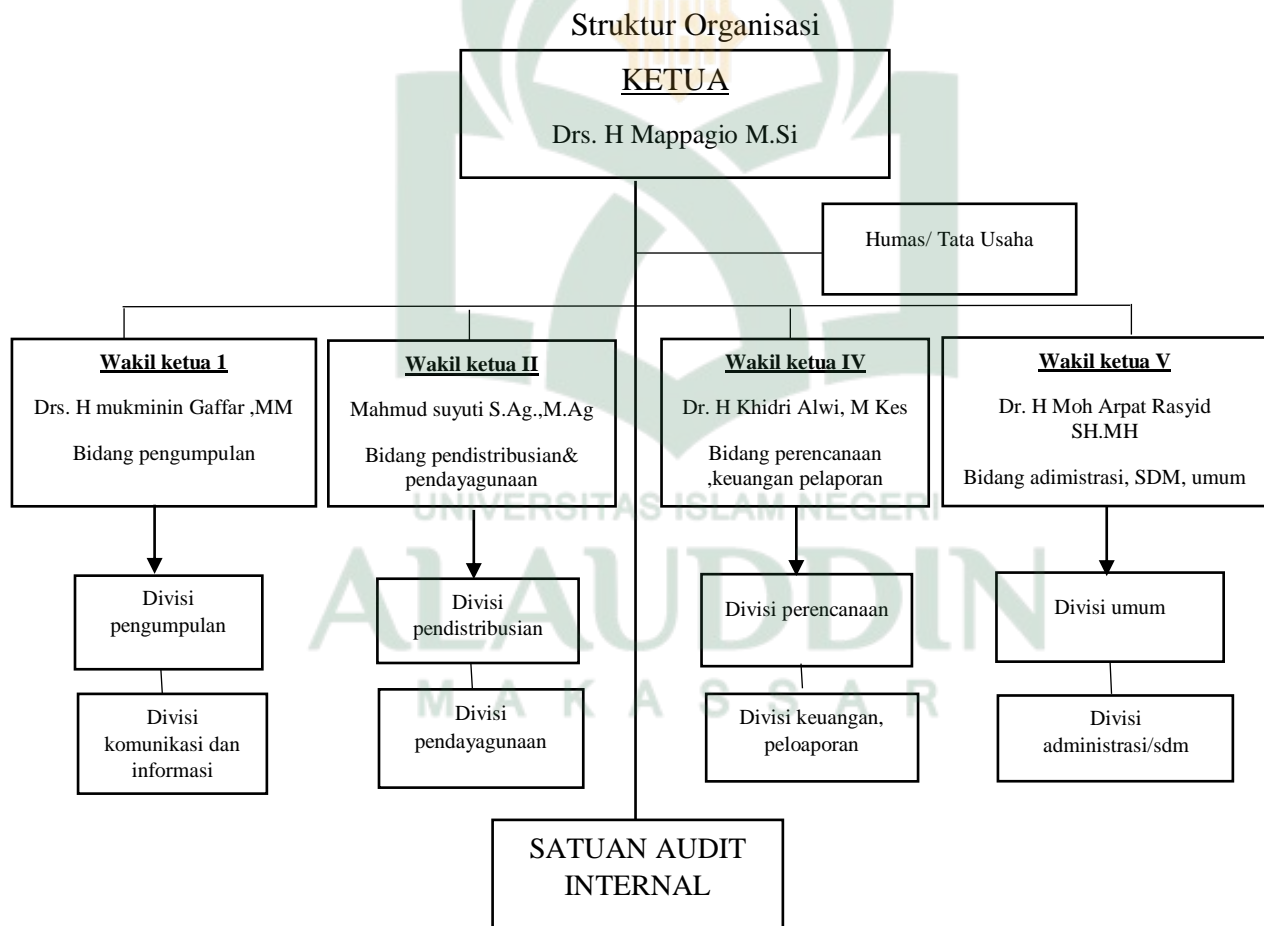 Struktur Organisasi
KETUA
Drs. H Mappagio M.Si
Humas/ Tata Usaha
Wakil ketua 1
Drs. H mukminin Gaffar ,MM
Bidang pengumpulan
Wakil ketua II
Mahmud suyuti S.Ag.,M.Ag
Bidang pendistribusian&
pendayagunaan
Wakil ketua IV
Dr. H Khidri Alwi, M Kes
Bidang perencanaan
,keuangan pelaporan
Wakil ketua V
Dr. H Moh Arpat Rasyid
SH.MH
Bidang adimistrasi, SDM, umum
UNIVERSITAS ISLAM NEGERI
ALAUDDIN
MAKASSAR
Divisi
pengumpulan
Divisi
pendistribusian
Divisi perencanaan
Divisi umum
Divisi
komunikasi dan
informasi
Divisi
pendayagunaan
Divisi keuangan,
peloaporan
Divisi
administrasi/sdm
SATUAN AUDIT
INTERNAL